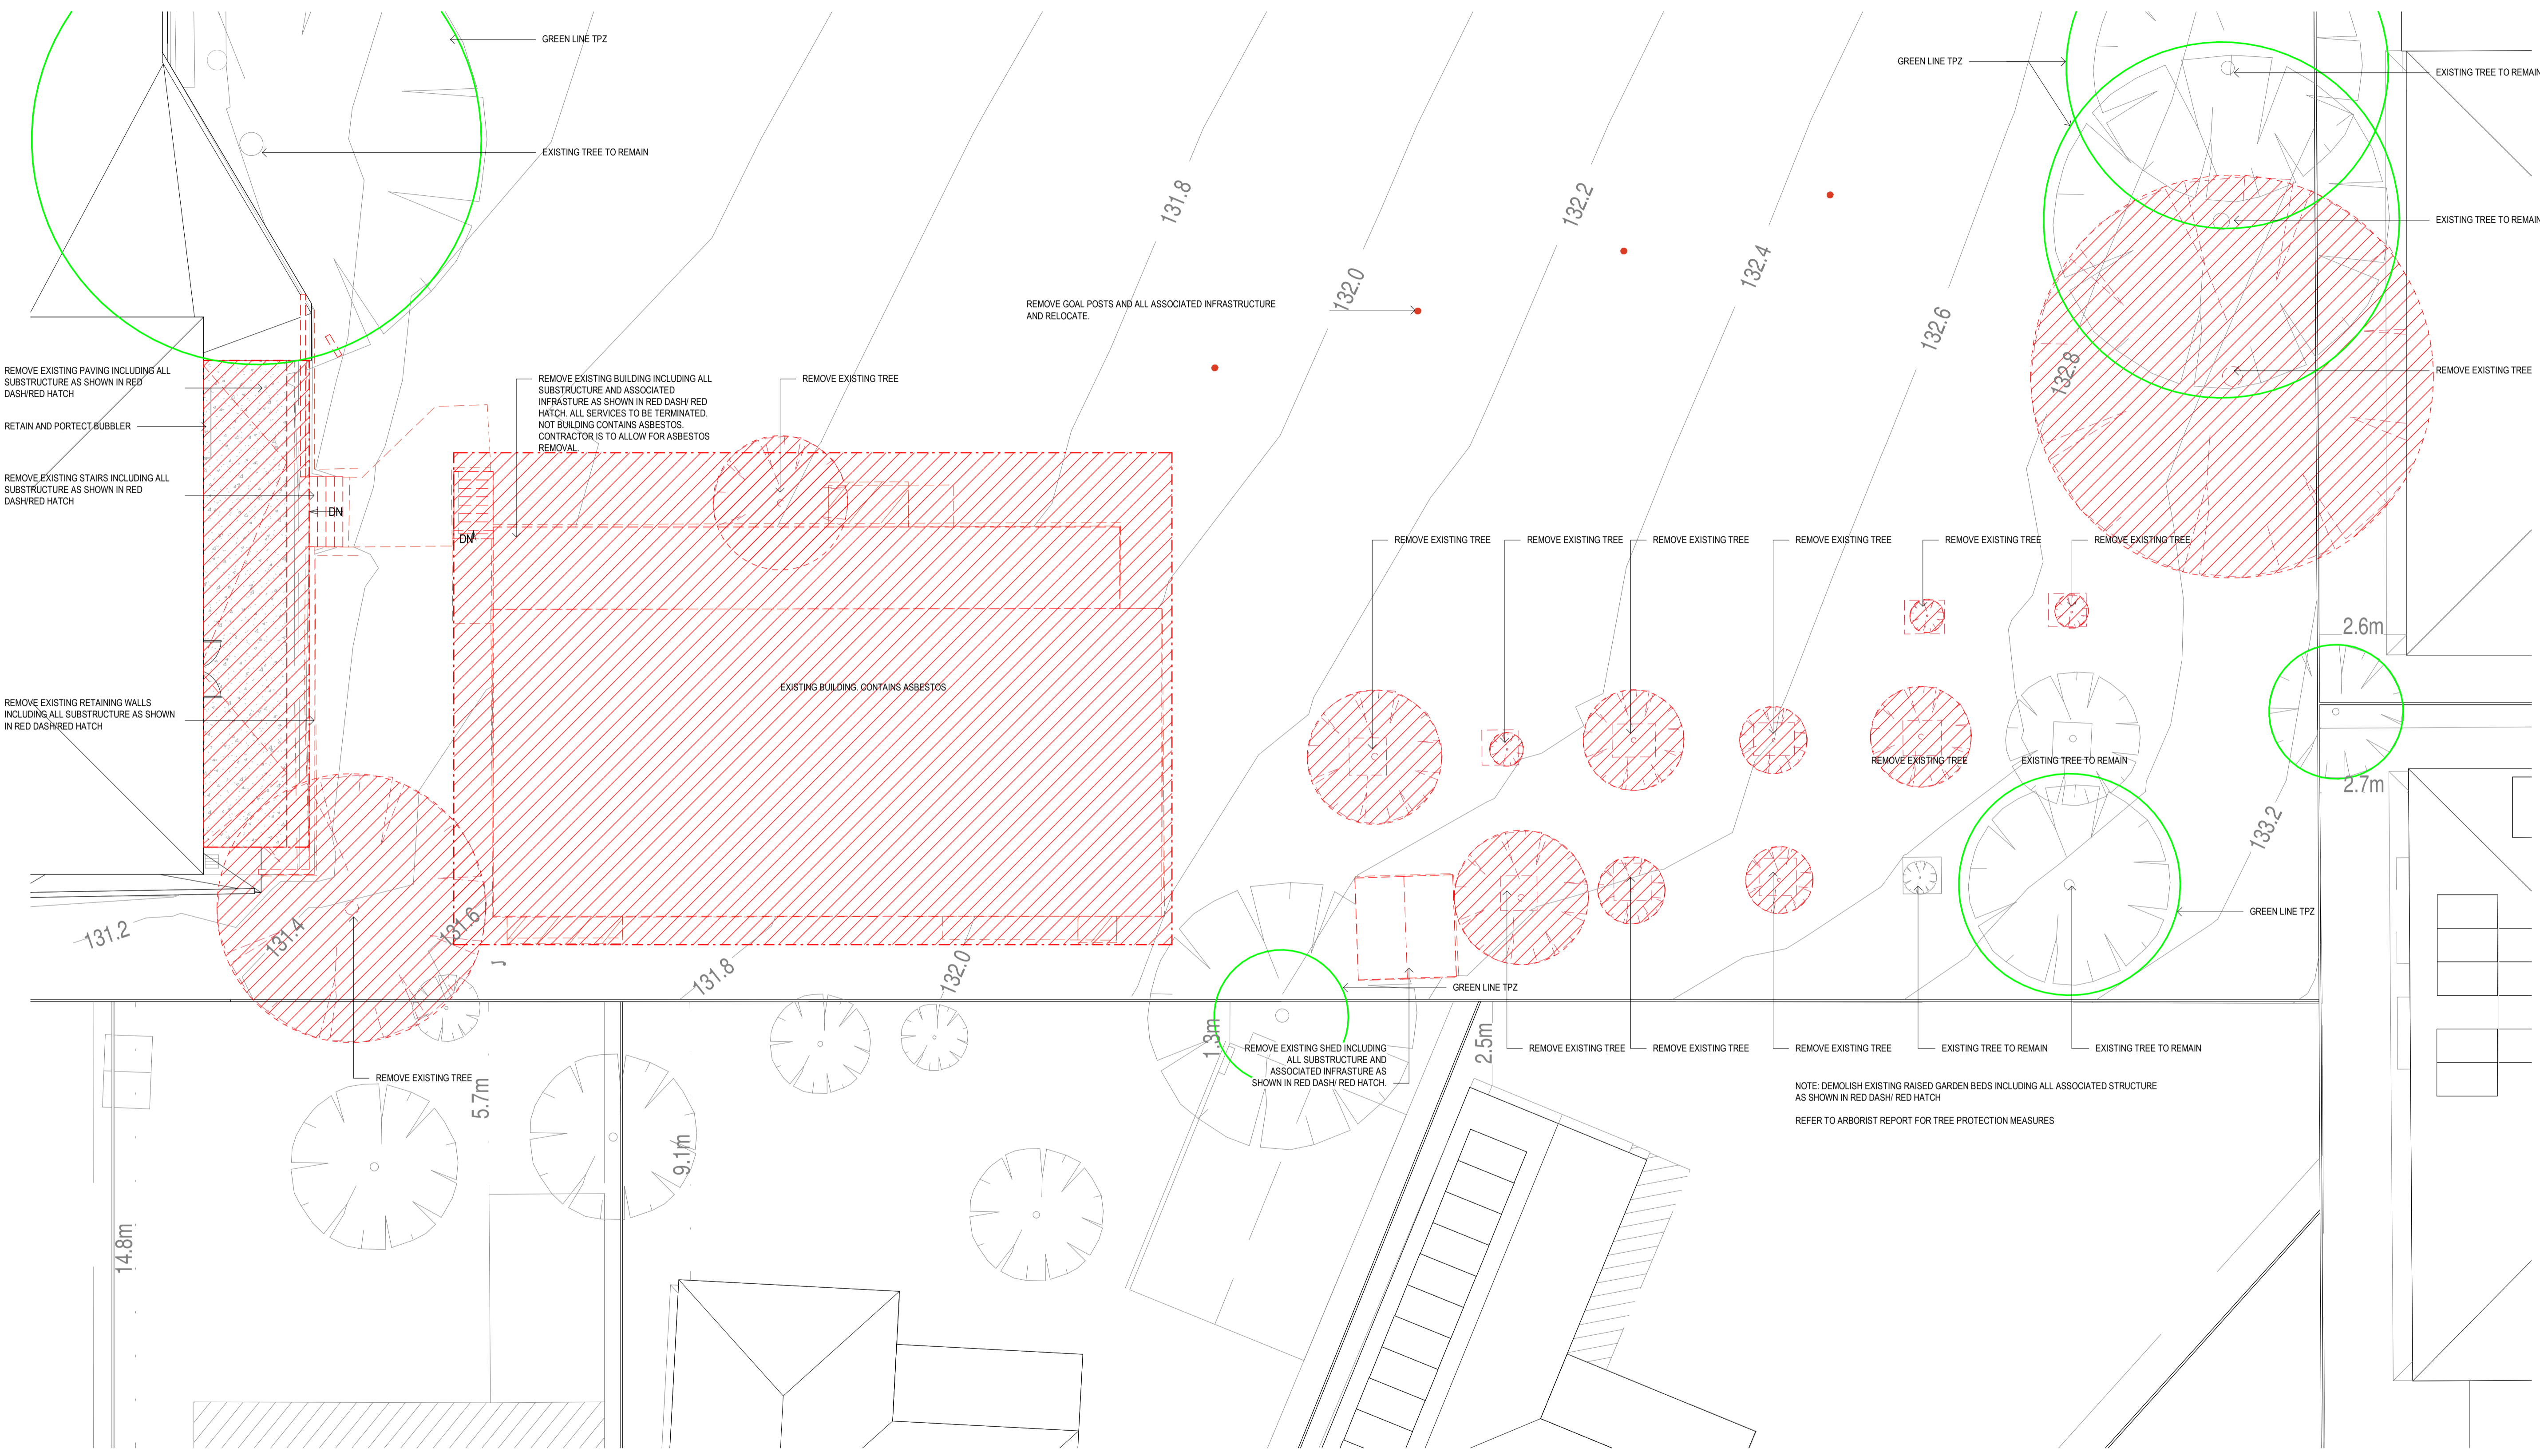 GREEN LINE TPZ
EXISTING TREE TO REMAIN
GREEN LINE TPZ
EXISTING TREE TO REMAIN
EXISTING TREE TO REMAIN
REMOVE EXISTING TREE
131.8
132.0
132.2
132.4
132.6
132.8
REMOVE GOAL POSTS AND ALL ASSOCIATED INFRASTRUCTURE
AND RELOCATE.
REMOVE EXISTING PAVING INCLUDING ALL
SUBSTRUCTURE AS SHOWN IN RED
DASH/RED HATCH
RETAIN AND PORTECT BUBBLER
REMOVE EXISTING STAIRS INCLUDING ALL
SUBSTRUCTURE AS SHOWN IN RED
DASH/RED HATCH
REMOVE EXISTING RETAINING WALLS
INCLUDING ALL SUBSTRUCTURE AS SHOWN
IN RED DASH/RED HATCH
DN
DN
REMOVE EXISTING BUILDING INCLUDING ALL
SUBSTRUCTURE AND ASSOCIATED
INFRASTURE AS SHOWN IN RED DASH/ RED
HATCH. ALL SERVICES TO BE TERMINATED.
NOT BUILDING CONTAINS ASBESTOS.
CONTRACTOR IS TO ALLOW FOR ASBESTOS
REMOVAL.
REMOVE EXISTING TREE
EXISTING BUILDING. CONTAINS ASBESTOS
REMOVE EXISTING TREE
REMOVE EXISTING TREE
REMOVE EXISTING TREE
REMOVE EXISTING TREE
REMOVE EXISTING TREE
REMOVE EXISTING TREE
2.6m
2.7m
REMOVE EXISTING TREE
EXISTING TREE TO REMAIN
133.2
GREEN LINE TPZ
131.2
131.4
131.6
131.8
132.0
GREEN LINE TPZ
1.3m
2.5m
REMOVE EXISTING SHED INCLUDING
ALL SUBSTRUCTURE AND
ASSOCIATED INFRASTURE AS
SHOWN IN RED DASH/ RED HATCH.
REMOVE EXISTING TREE
REMOVE EXISTING TREE
REMOVE EXISTING TREE
EXISTING TREE TO REMAIN
EXISTING TREE TO REMAIN
REMOVE EXISTING TREE
5.7m
9.1m
14.8m
NOTE: DEMOLISH EXISTING RAISED GARDEN BEDS INCLUDING ALL ASSOCIATED STRUCTURE
AS SHOWN IN RED DASH/ RED HATCH
REFER TO ARBORIST REPORT FOR TREE PROTECTION MEASURES